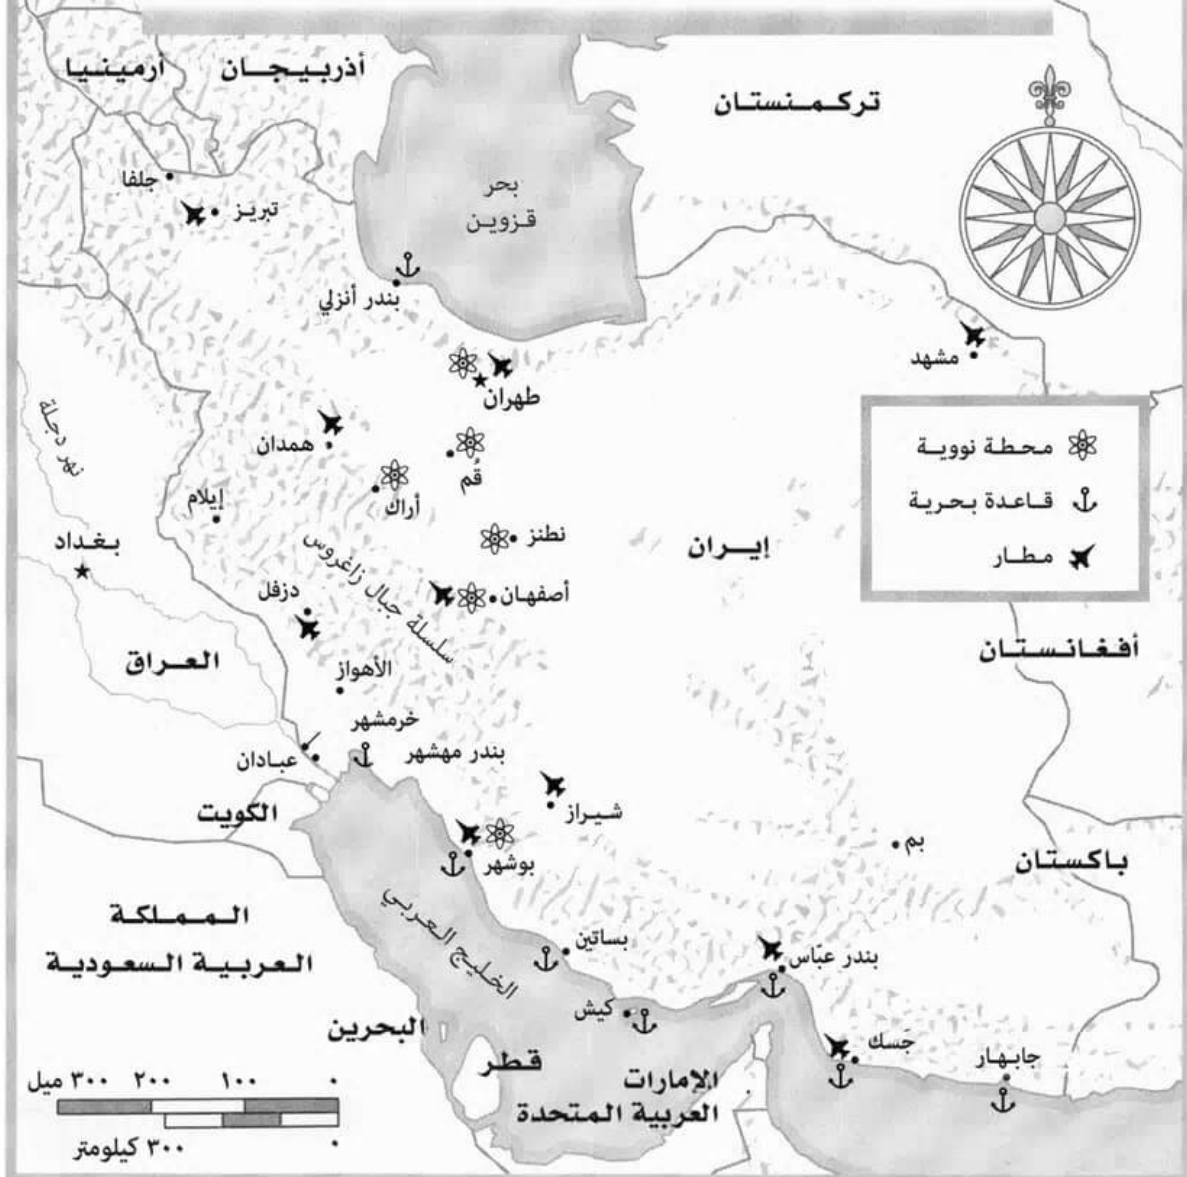 أرمينيا
أذربيجان
تركمنستان
جلفا
تبريز
بحر
قزوين
بندر أنزلي
مشهد
طهران
همدان
قُم
أراك
نهر دجلة
إيلام
بغداد
نطنز
إيران
محطة نووية
قاعدة بحرية
مطار
أصفهان
سلسلة جبال زاغروس
دزفل
أفغانستان
العراق
الأهواز
خرمشهر
بندر مهشهر
عبادان
الكويت
شيراز
بوشهر
بم
باكستان
المملكة
العربية السعودية
الخليج العربي
بساتين
بندر عبّاس
كيش
البحرين
قطر
جسك
جابهار
الإمارات
العربية المتحدة
٠ ١٠٠ ٢٠٠ ٣٠٠ ميل
٠ ٣٠٠ كيلومتر